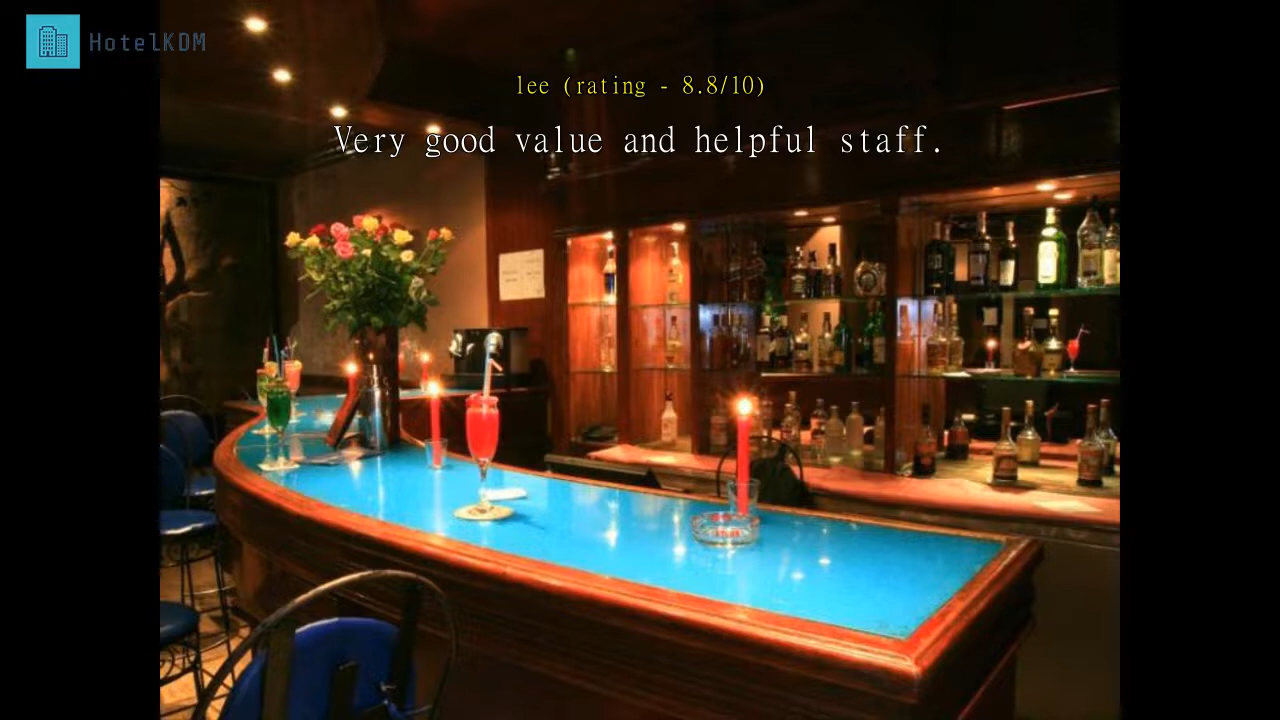 HotelKDM
lee (rating - 8.8/10)
Very good value and helpful staff.